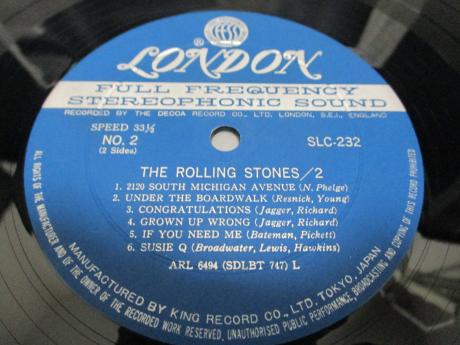 ®
LONDON
FULL FREQUENCY
STEREOPHONIC SOUND
RECORDED BY THE DECCA RECORD CO., LTD. LONDON, S.E.I., ENGLAND
SPEED 33⅓
NO. 2
(2 Sides)
SLC-232
THE ROLLING STONES/2
1. 2120 SOUTH MICHIGAN AVENUE (N. Phelge)
2. UNDER THE BOARDWALK (Resnick, Young)
3. CONGRATULATIONS (Jagger, Richard)
4. GROWN UP WRONG (Jagger, Richard)
5. IF YOU NEED ME (Bateman, Pickett)
6. SUSIE Q (Broadwater, Lewis, Hawkins)
ARL 6494 (SDLBT 747) L
MANUFACTURED BY KING RECORD CO., LTD. TOKYO, JAPAN
ALL RIGHTS OF THE MANUFACTURER AND OF THE OWNER OF THE RECORDED WORK RESERVED, UNAUTHORISED PUBLIC PERFORMANCE, BROADCASTING AND COPYING OF THIS RECORD PROHIBITED